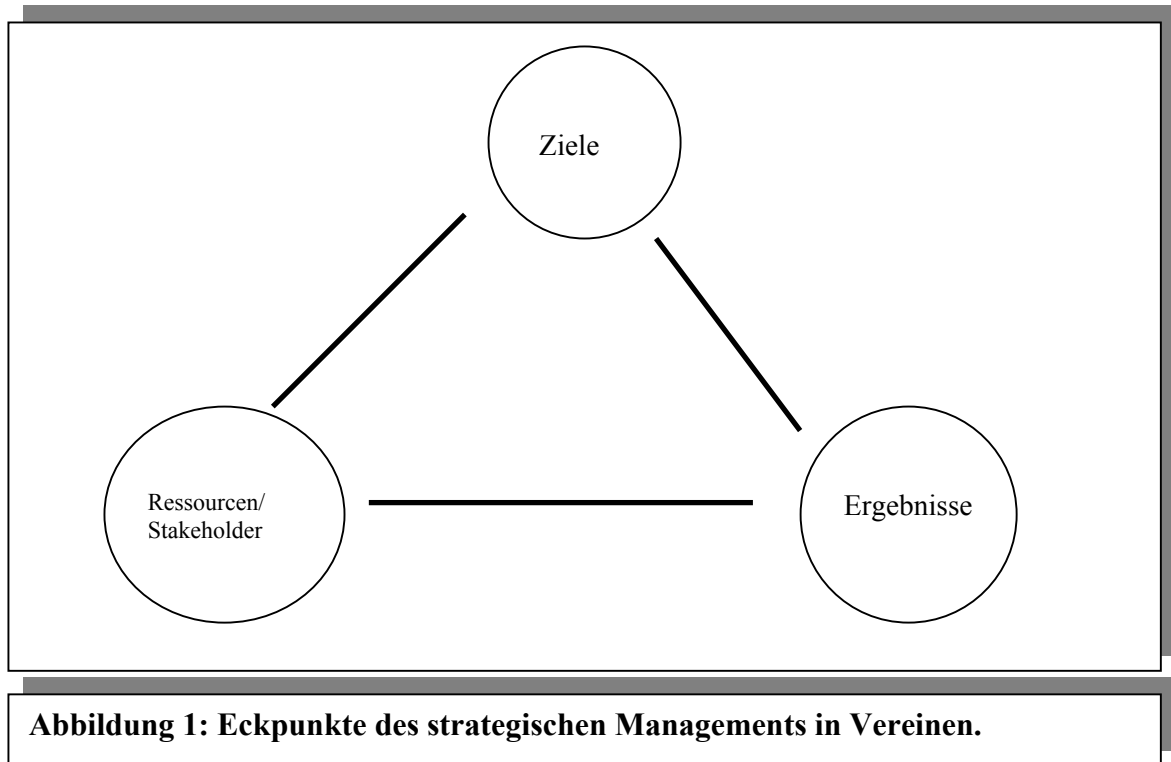 Ziele
Ressourcen/
Stakeholder
Ergebnisse
Abbildung 1: Eckpunkte des strategischen Managements in Vereinen.